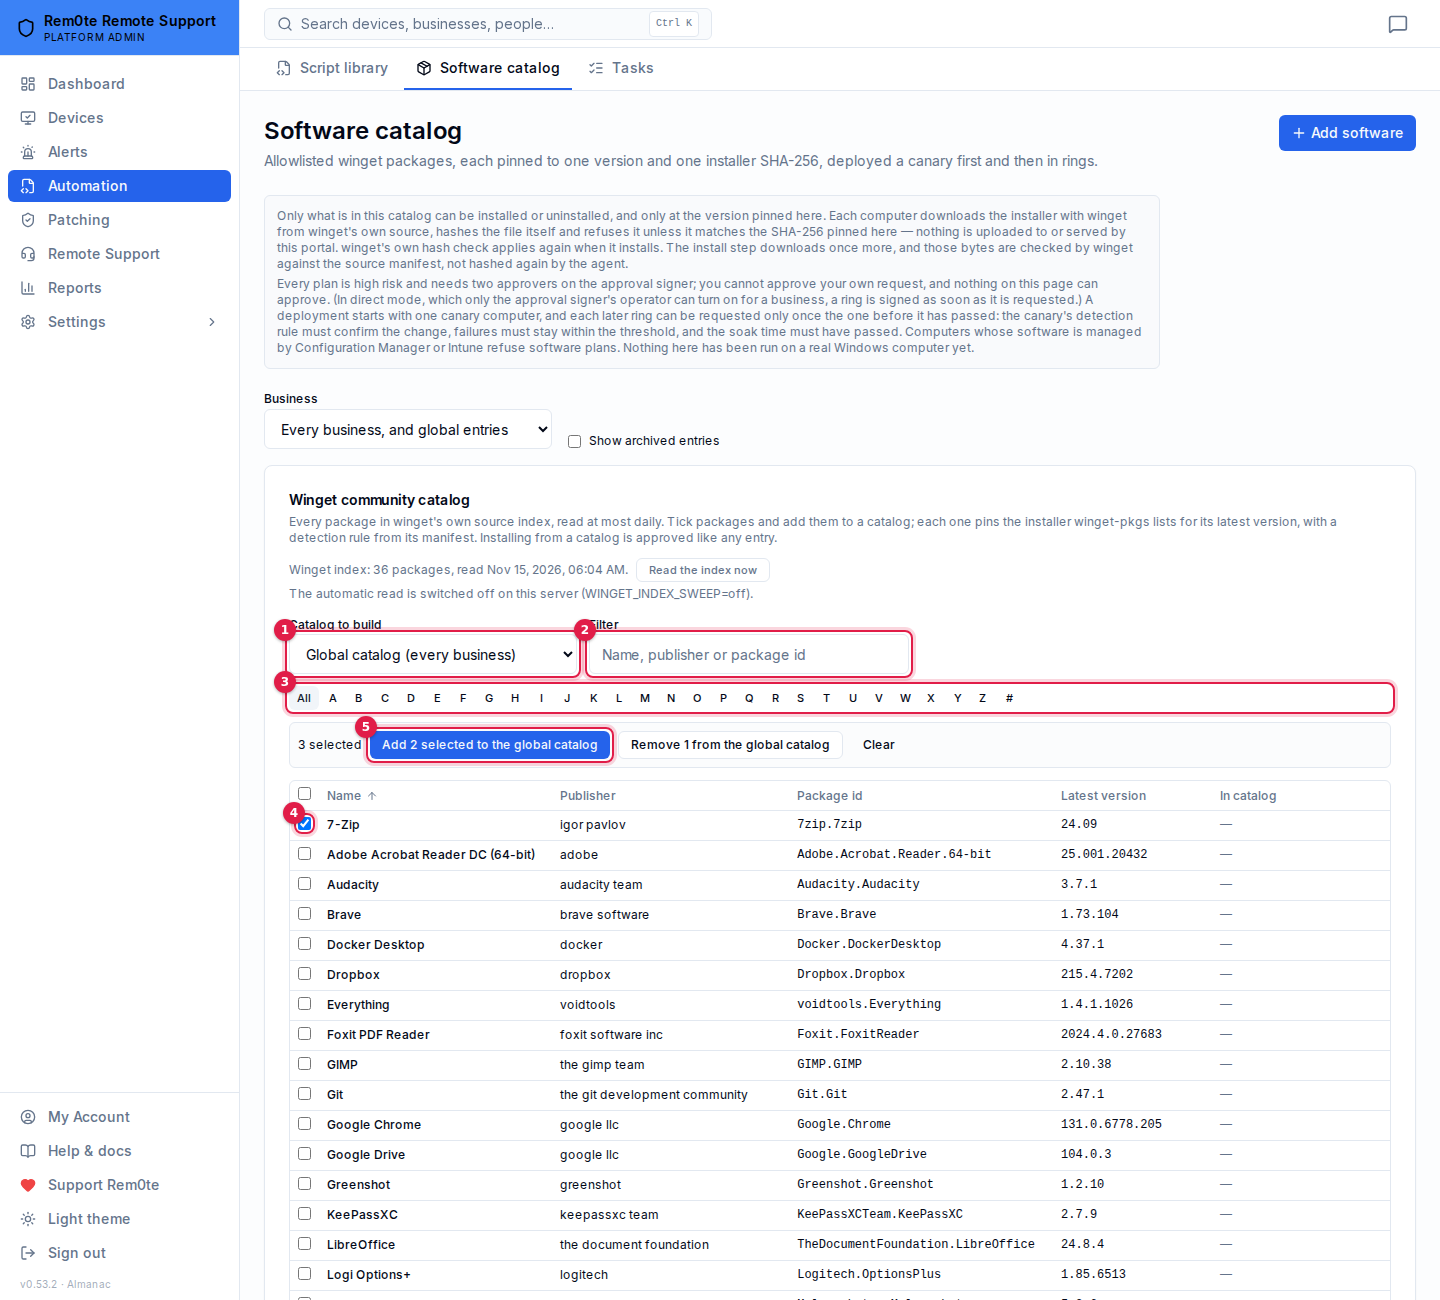 Rem0te Remote Support
PLATFORM ADMIN
Dashboard
Devices
Alerts
Automation
Patching
Remote Support
Reports
Settings
My Account
Help & docs
Support Rem0te
Light theme
Sign out
v0.53.2 · Almanac
Search devices, businesses, people…
Ctrl K
Script library
Software catalog
Tasks
Software catalog
Add software
Allowlisted winget packages, each pinned to one version and one installer SHA-256, deployed a canary first and then in rings.
Only what is in this catalog can be installed or uninstalled, and only at the version pinned here. Each computer downloads the installer with winget
from winget's own source, hashes the file itself and refuses it unless it matches the SHA-256 pinned here — nothing is uploaded to or served by
this portal. winget's own hash check applies again when it installs. The install step downloads once more, and those bytes are checked by winget
against the source manifest, not hashed again by the agent.
Every plan is high risk and needs two approvers on the approval signer; you cannot approve your own request, and nothing on this page can
approve. (In direct mode, which only the approval signer's operator can turn on for a business, a ring is signed as soon as it is requested.) A
deployment starts with one canary computer, and each later ring can be requested only once the one before it has passed: the canary's detection
rule must confirm the change, failures must stay within the threshold, and the soak time must have passed. Computers whose software is managed
by Configuration Manager or Intune refuse software plans. Nothing here has been run on a real Windows computer yet.
Business
Every business, and global entries
Show archived entries
Winget community catalog
Every package in winget's own source index, read at most daily. Tick packages and add them to a catalog; each one pins the installer winget-pkgs lists for its latest version, with a
detection rule from its manifest. Installing from a catalog is approved like any entry.
Winget index: 36 packages, read Nov 15, 2026, 06:04 AM.
Read the index now
The automatic read is switched off on this server (WINGET_INDEX_SWEEP=off).
Catalog to build
Filter
1
2
Global catalog (every business)
Name, publisher or package id
3
All A B C D E F G H I J K L M N O P Q R S T U V W X Y Z #
5
3 selected
Add 2 selected to the global catalog
Remove 1 from the global catalog
Clear
Name ↑ Publisher Package id Latest version In catalog
4
7-Zip igor pavlov 7zip.7zip 24.09 —
Adobe Acrobat Reader DC (64-bit) adobe Adobe.Acrobat.Reader.64-bit 25.001.20432 —
Audacity audacity team Audacity.Audacity 3.7.1 —
Brave brave software Brave.Brave 1.73.104 —
Docker Desktop docker Docker.DockerDesktop 4.37.1 —
Dropbox dropbox Dropbox.Dropbox 215.4.7202 —
Everything voidtools voidtools.Everything 1.4.1.1026 —
Foxit PDF Reader foxit software inc Foxit.FoxitReader 2024.4.0.27683 —
GIMP the gimp team GIMP.GIMP 2.10.38 —
Git the git development community Git.Git 2.47.1 —
Google Chrome google llc Google.Chrome 131.0.6778.205 —
Google Drive google llc Google.GoogleDrive 104.0.3 —
Greenshot greenshot Greenshot.Greenshot 1.2.10 —
KeePassXC keepassxc team KeePassXCTeam.KeePassXC 2.7.9 —
LibreOffice the document foundation TheDocumentFoundation.LibreOffice 24.8.4 —
Logi Options+ logitech Logitech.OptionsPlus 1.85.6513 —